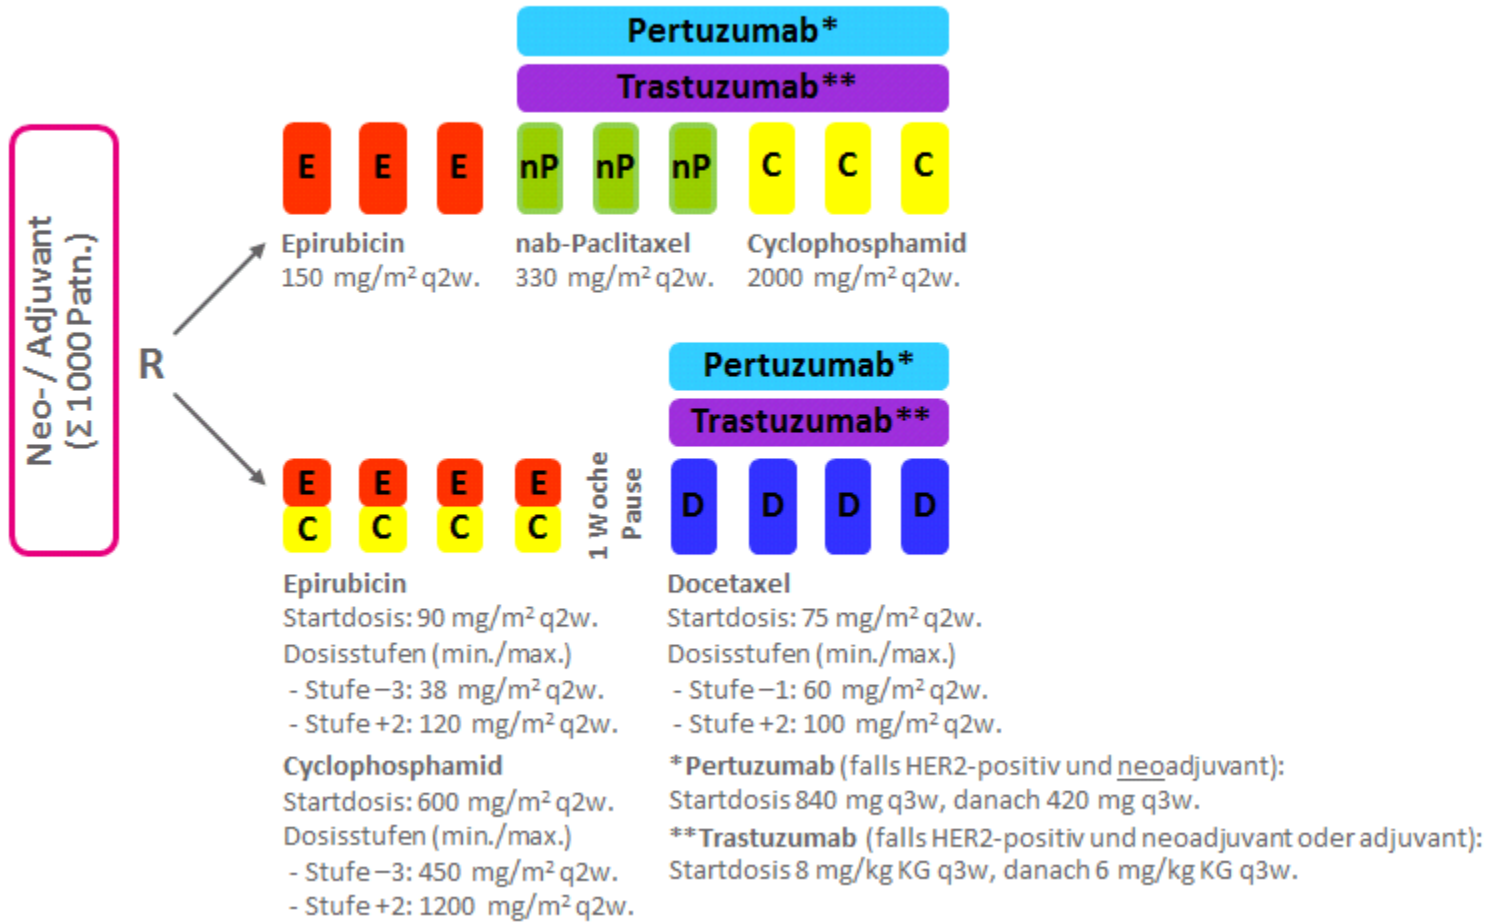 Neo- / Adjuvant
(Σ 1000 Patn.)
R
Pertuzumab*
Trastuzumab**
E E E nP nP nP C C C
Epirubicin
150 mg/m² q2w.
nab-Paclitaxel
330 mg/m² q2w.
Cyclophosphamid
2000 mg/m² q2w.
Pertuzumab*
Trastuzumab**
E E E E
C C C C
1 Woche
Pause
D D D D
Epirubicin
Startdosis: 90 mg/m² q2w.
Dosisstufen (min./max.)
- Stufe –3: 38 mg/m² q2w.
- Stufe +2: 120 mg/m² q2w.
Cyclophosphamid
Startdosis: 600 mg/m² q2w.
Dosisstufen (min./max.)
- Stufe –3: 450 mg/m² q2w.
- Stufe +2: 1200 mg/m² q2w.
Docetaxel
Startdosis: 75 mg/m² q2w.
Dosisstufen (min./max.)
- Stufe –1: 60 mg/m² q2w.
- Stufe +2: 100 mg/m² q2w.
*Pertuzumab (falls HER2-positiv und neoadjuvant):
Startdosis 840 mg q3w, danach 420 mg q3w.
**Trastuzumab (falls HER2-positiv und neoadjuvant oder adjuvant):
Startdosis 8 mg/kg KG q3w, danach 6 mg/kg KG q3w.